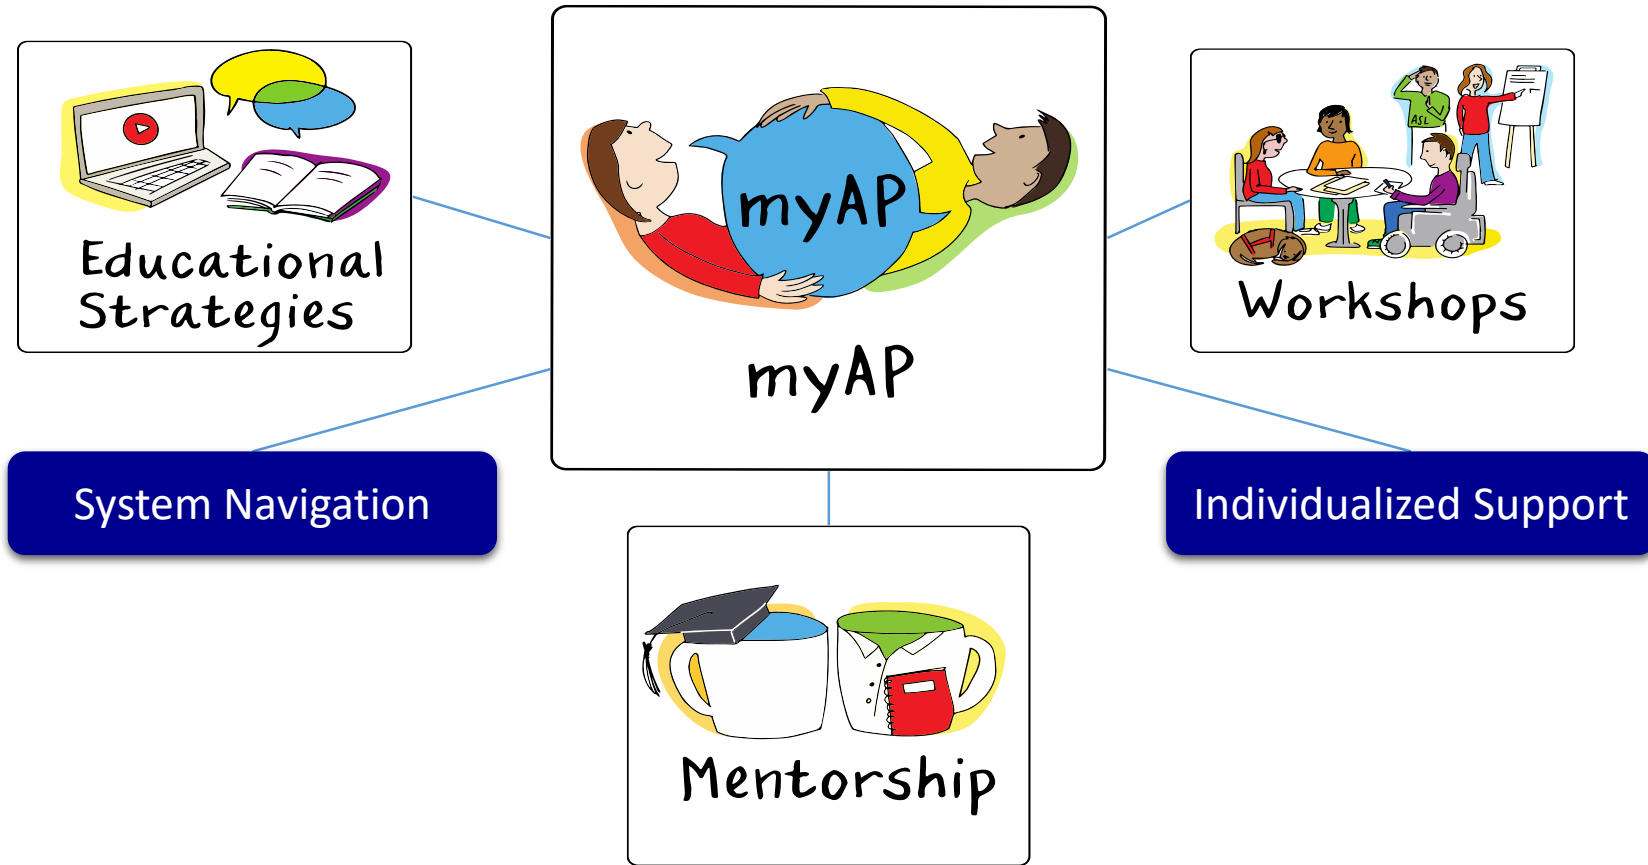 Educational
Strategies
myAP
myAP
ASL
Workshops
System Navigation
Individualized Support
Mentorship